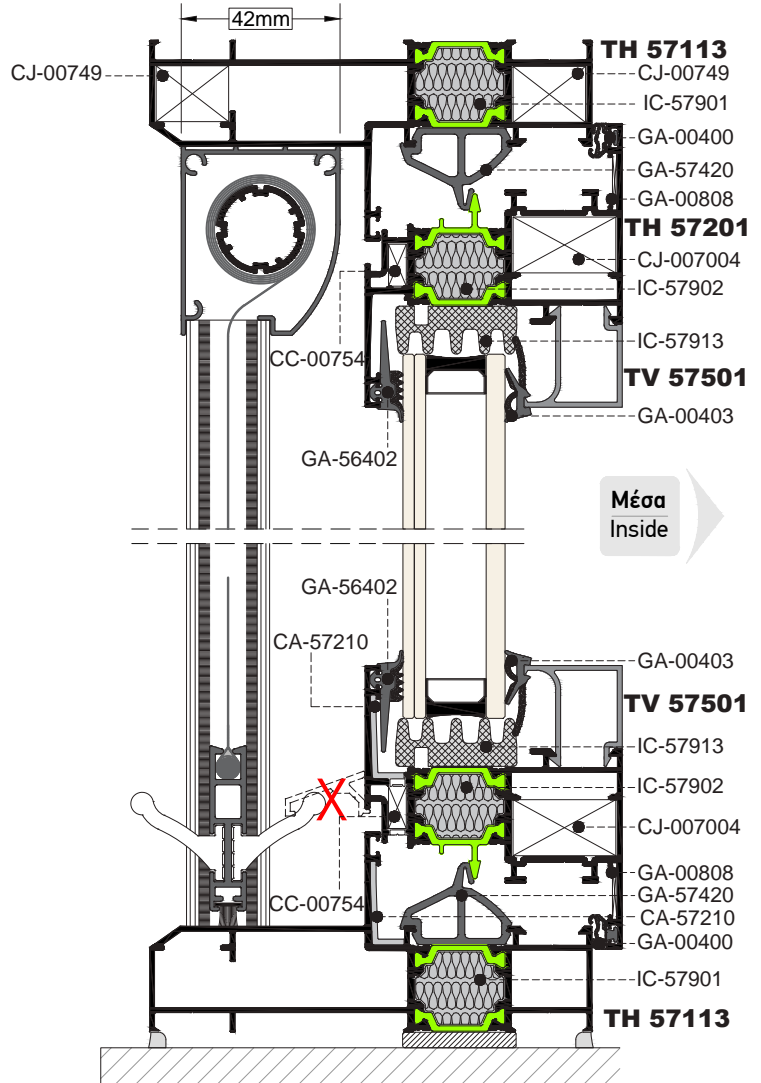 42mm
TH 57113
CJ-00749
CJ-00749
IC-57901
GA-00400
GA-57420
GA-00808
TH 57201
CJ-007004
IC-57902
IC-57913
CC-00754
TV 57501
GA-00403
GA-56402
Μέσα
Inside
GA-56402
CA-57210
GA-00403
TV 57501
IC-57913
IC-57902
X
CJ-007004
GA-00808
GA-57420
CC-00754
CA-57210
GA-00400
IC-57901
TH 57113